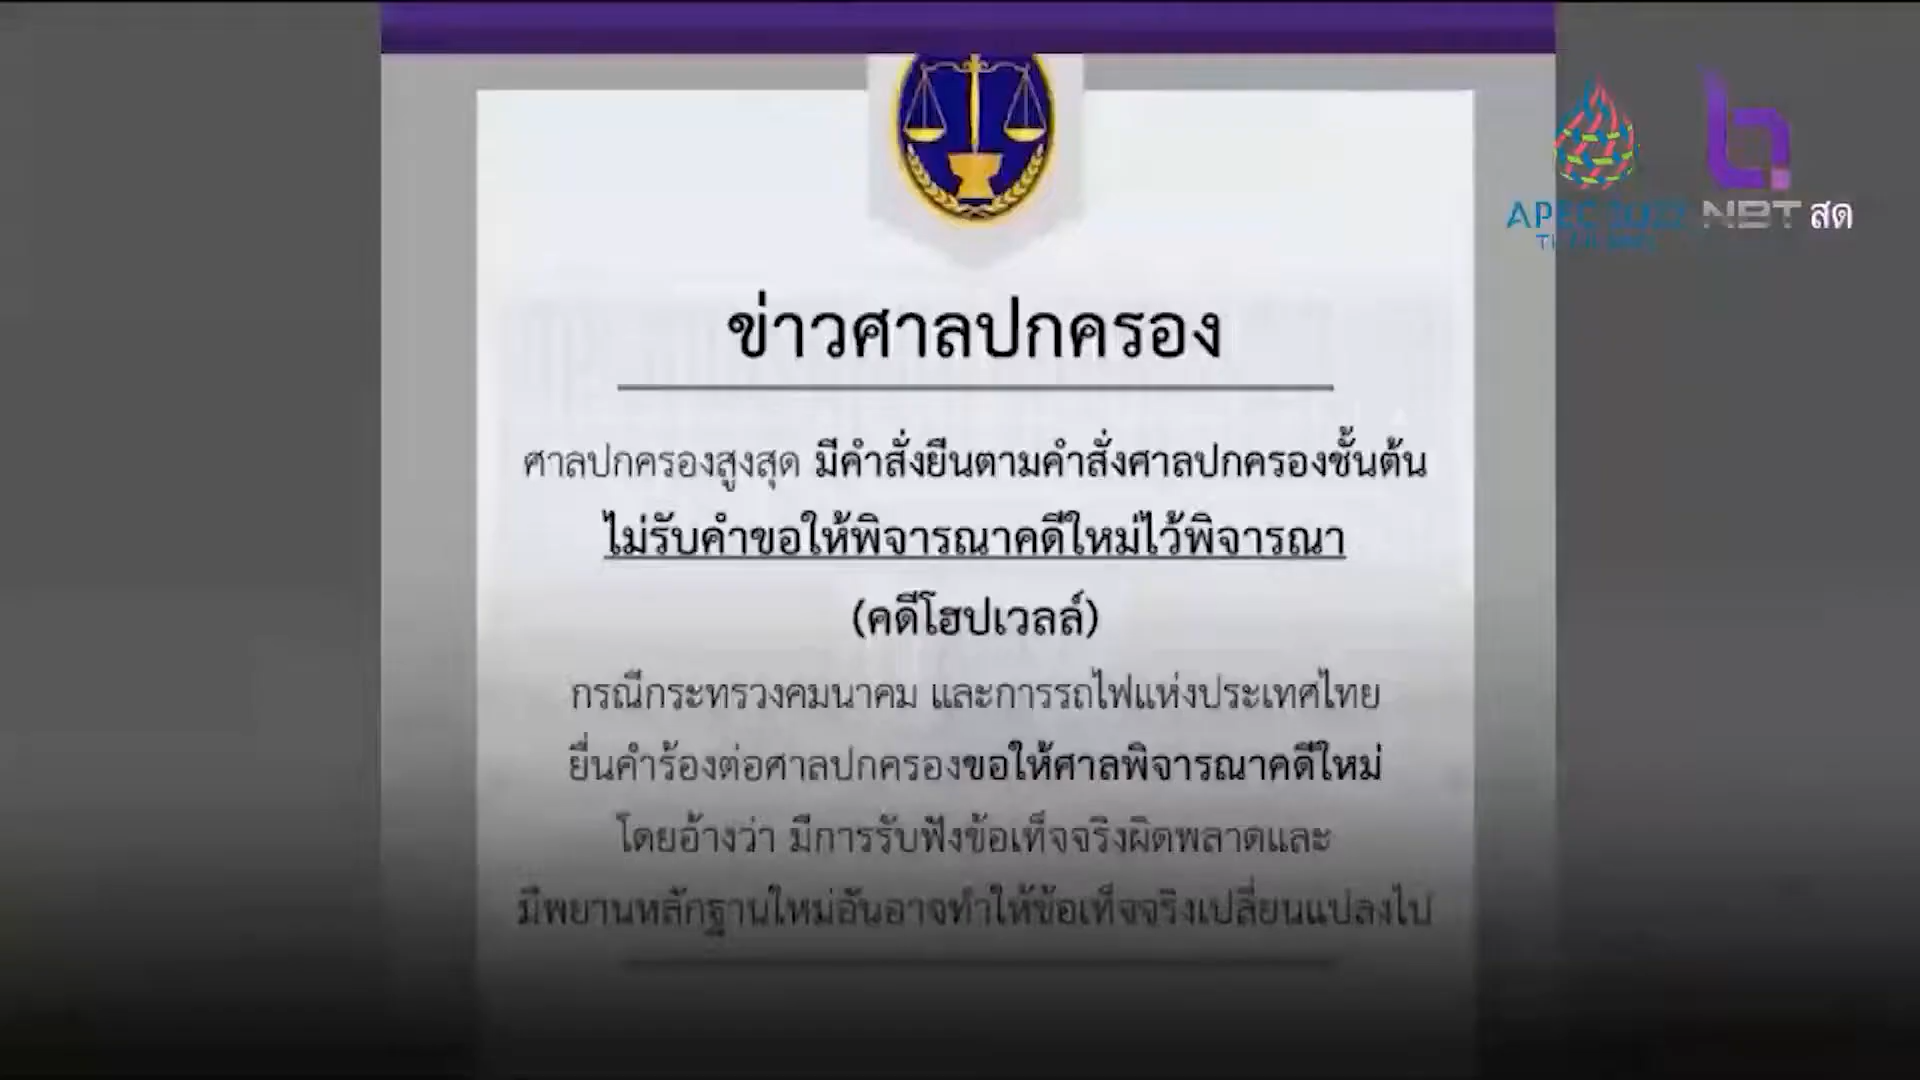 APEC 2022
NBT สด
ข่าวศาลปกครอง
ศาลปกครองสูงสุด มีคำสั่งยืนตามคำสั่งศาลปกครองชั้นต้น
ไม่รับคำขอให้พิจารณาคดีใหม่ไว้พิจารณา
(คดีโฮปเวลล์)
กรณีกระทรวงคมนาคม และการรถไฟแห่งประเทศไทย
ยื่นคำร้องต่อศาลปกครองขอให้ศาลพิจารณาคดีใหม่
โดยอ้างว่า มีการรับฟังข้อเท็จจริงผิดพลาดและ
มีพยานหลักฐานใหม่อันอาจทำให้ข้อเท็จจริงเปลี่ยนแปลงไป